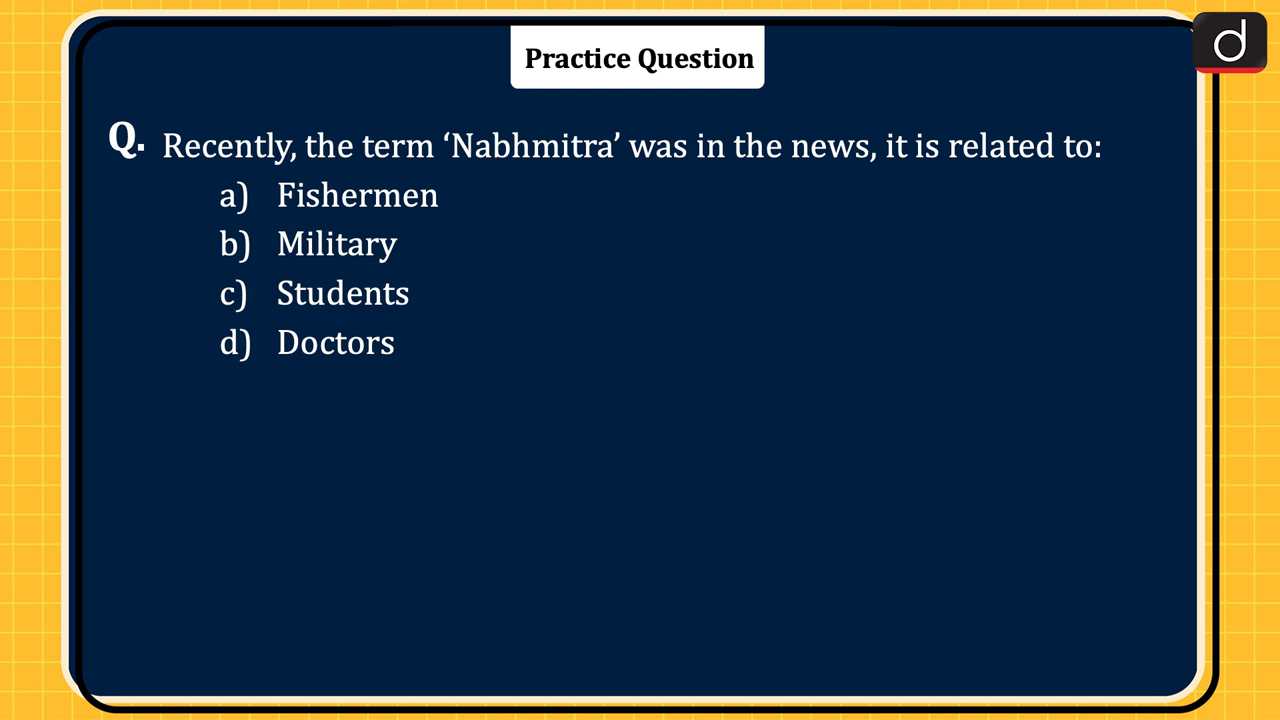 Practice Question
Q. Recently, the term ‘Nabhmitra’ was in the news, it is related to:
a) Fishermen
b) Military
c) Students
d) Doctors
d